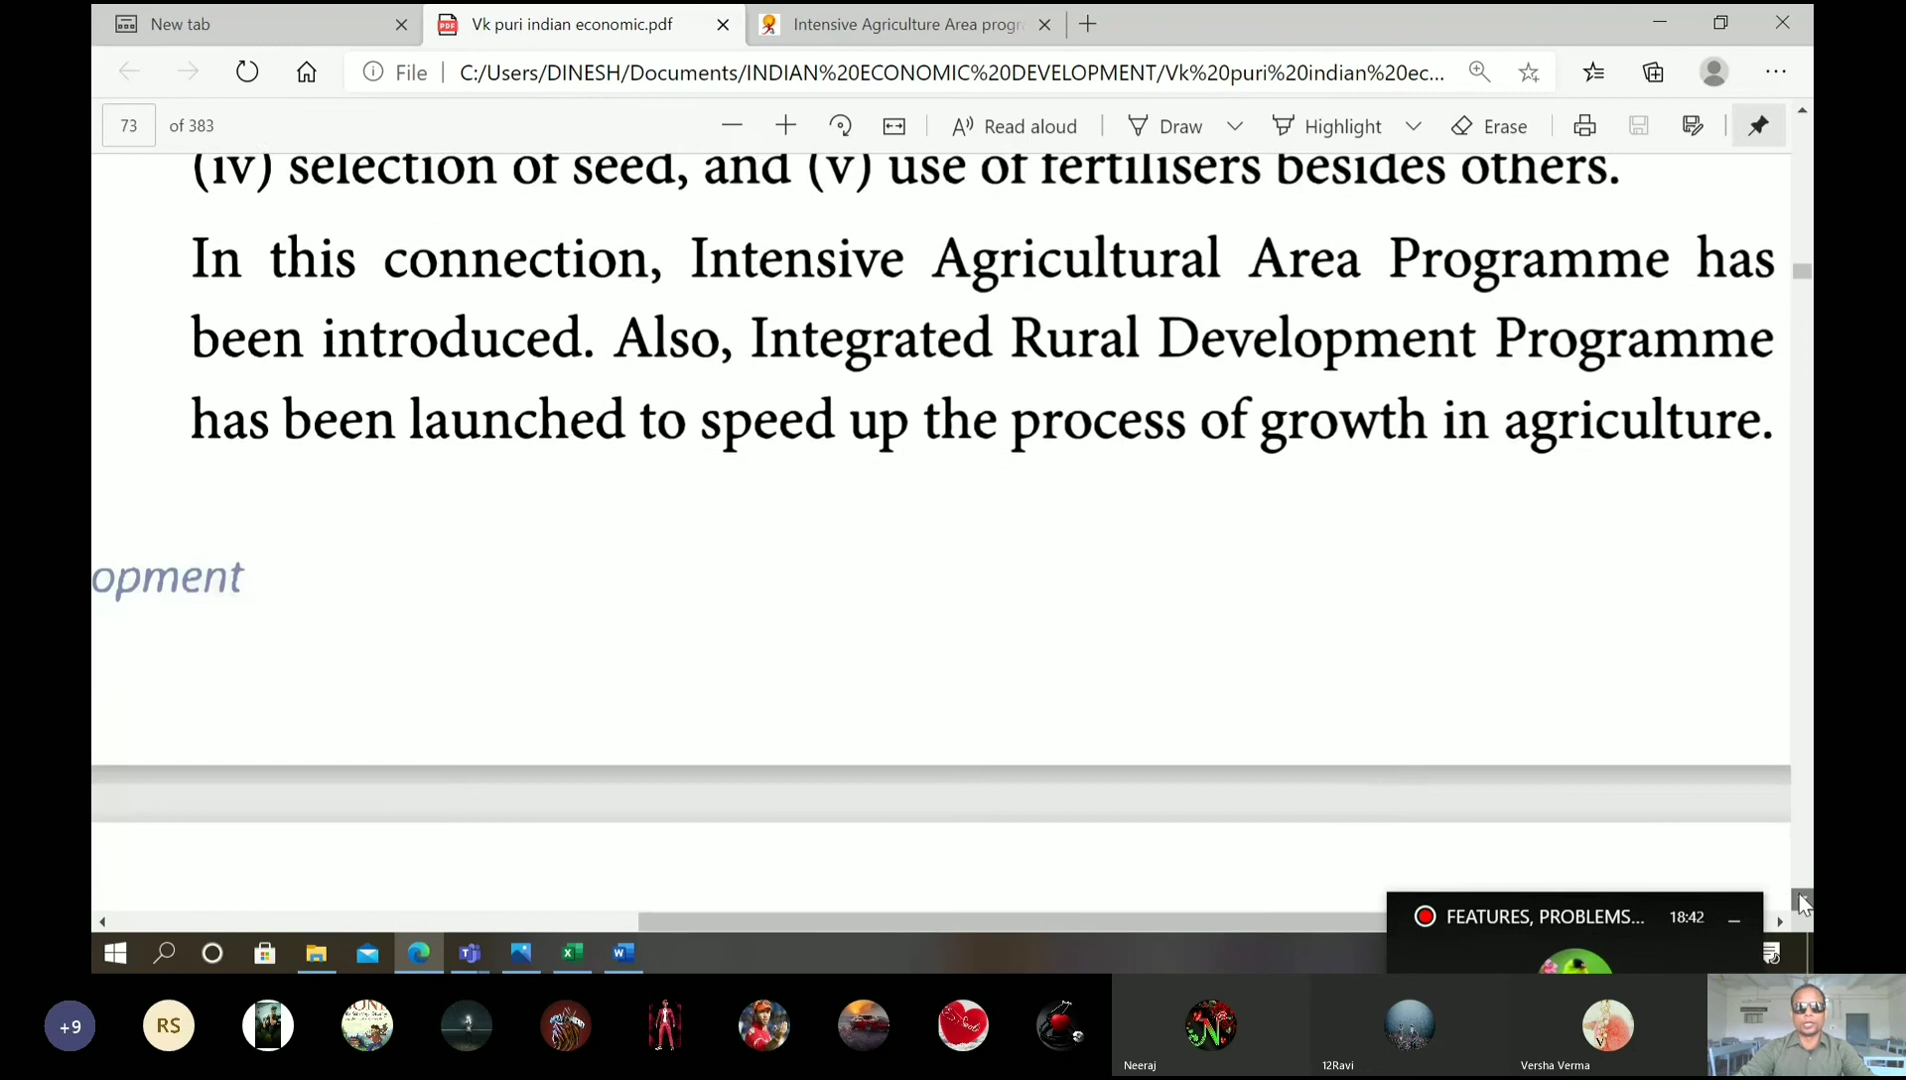 New tab
Vk puri indian economic.pdf
Intensive Agriculture Area progr
File
C:/Users/DINESH/Documents/INDIAN%20ECONOMIC%20DEVELOPMENT/Vk%20puri%20indian%20ec...
73 of 383
Read aloud
Draw
Highlight
Erase
(iv) selection of seed, and (v) use of fertilisers besides others.
In this connection, Intensive Agricultural Area Programme has
been introduced. Also, Integrated Rural Development Programme
has been launched to speed up the process of growth in agriculture.
opment
FEATURES, PROBLEMS... 18:42
+9
RS
Neeraj
12Ravi
Versha Verma